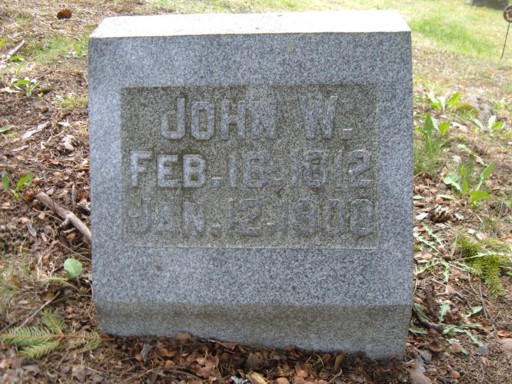 JOHN W.
FEB. 16. 1812
JAN. 12. 1900